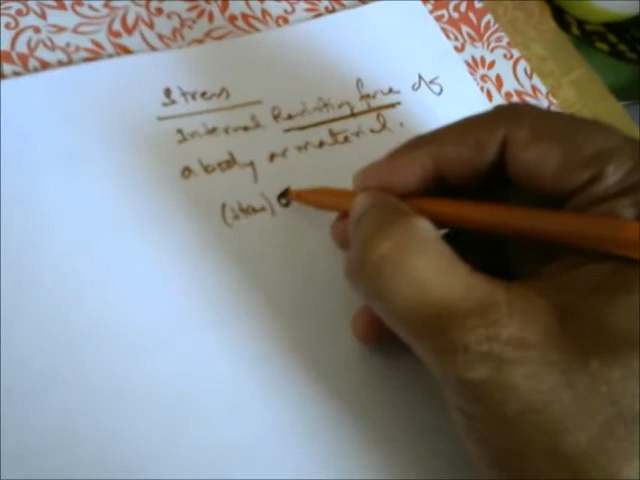 Stress
Internal Resisting force of
a body or material.
(stress) σ